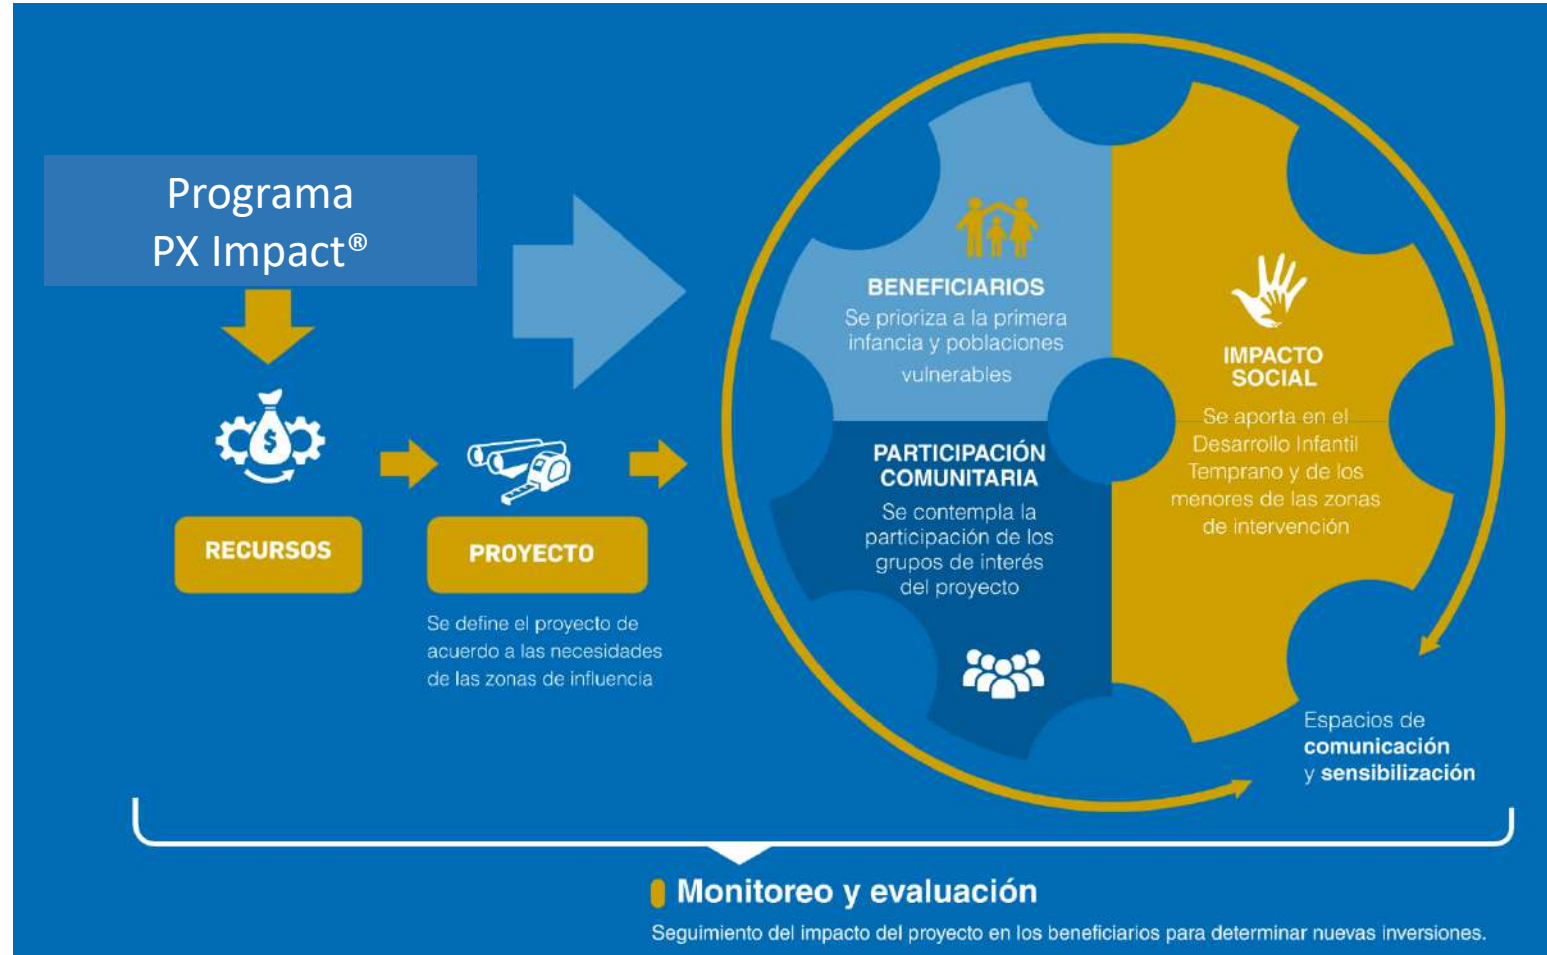 Programa
PX Impact®
RECURSOS
PROYECTO
Se define el proyecto de
acuerdo a las necesidades
de las zonas de influencia
BENEFICIARIOS
Se prioriza a la primera
infancia y poblaciones
vulnerables
PARTICIPACIÓN
COMUNITARIA
Se contempla la
participación de los
grupos de interés
del proyecto
IMPACTO
SOCIAL
Se aporta en el
Desarrollo Infantil
Temprano y de los
menores de las zonas
de intervención
Espacios de
comunicación
y sensibilización
Monitoreo y evaluación
Seguimiento del impacto del proyecto en los beneficiarios para determinar nuevas inversiones.